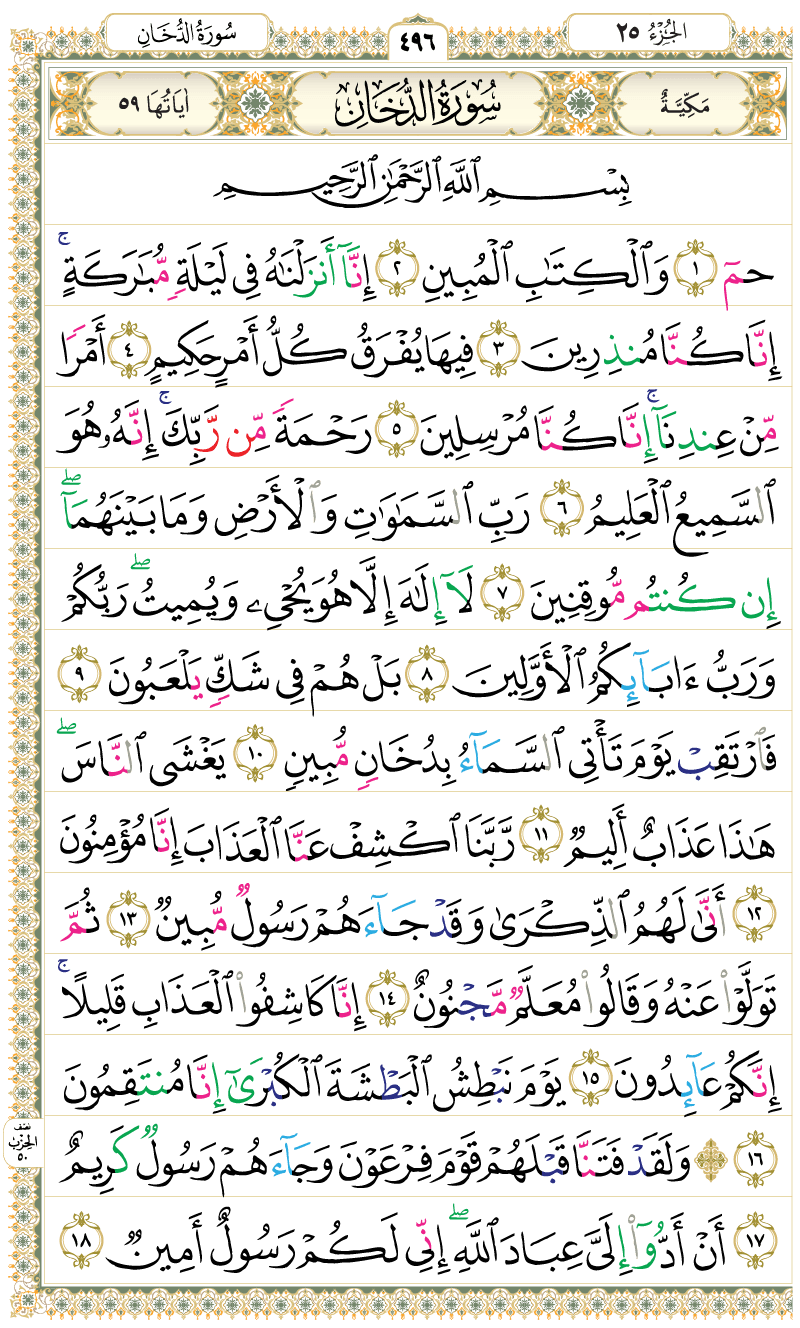 الجُزْءُ ٢٥
٤٩٦
سُورَةُ الدُّخَانِ
مَكِّيَّةٌ
سُورَةُ الدُّخَانِ
اٰيَاتُهَا ٥٩
بِسْمِ ٱللَّهِ ٱلرَّحْمَٰنِ ٱلرَّحِيمِ
حمٓ ١ وَٱلْكِتَٰبِ ٱلْمُبِينِ ٢ إِنَّآ أَنزَلْنَٰهُ فِى لَيْلَةٍ مُّبَٰرَكَةٍ ۚ
إِنَّا كُنَّا مُنذِرِينَ ٣ فِيهَا يُفْرَقُ كُلُّ أَمْرٍ حَكِيمٍ ٤ أَمْرًا
مِّنْ عِندِنَآ ۚ إِنَّا كُنَّا مُرْسِلِينَ ٥ رَحْمَةً مِّن رَّبِّكَ ۚ إِنَّهُۥ هُوَ
ٱلسَّمِيعُ ٱلْعَلِيمُ ٦ رَبِّ ٱلسَّمَٰوَٰتِ وَٱلْأَرْضِ وَمَا بَيْنَهُمَآ ۖ
إِن كُنتُم مُّوقِنِينَ ٧ لَآ إِلَٰهَ إِلَّا هُوَ يُحْىِۦ وَيُمِيتُ ۖ رَبُّكُمْ
وَرَبُّ ءَابَآئِكُمُ ٱلْأَوَّلِينَ ٨ بَلْ هُمْ فِى شَكٍّ يَلْعَبُونَ ٩
فَٱرْتَقِبْ يَوْمَ تَأْتِى ٱلسَّمَآءُ بِدُخَانٍ مُّبِينٍ ١٠ يَغْشَى ٱلنَّاسَ ۖ
هَٰذَا عَذَابٌ أَلِيمٌ ١١ رَّبَّنَا ٱكْشِفْ عَنَّا ٱلْعَذَابَ إِنَّا مُؤْمِنُونَ
١٢ أَنَّىٰ لَهُمُ ٱلذِّكْرَىٰ وَقَدْ جَآءَهُمْ رَسُولٌ مُّبِينٌ ١٣ ثُمَّ
تَوَلَّوْا۟ عَنْهُ وَقَالُوا۟ مُعَلَّمٌ مَّجْنُونٌ ١٤ إِنَّا كَاشِفُوا۟ ٱلْعَذَابِ قَلِيلًا ۚ
إِنَّكُمْ عَآئِدُونَ ١٥ يَوْمَ نَبْطِشُ ٱلْبَطْشَةَ ٱلْكُبْرَىٰٓ إِنَّا مُنتَقِمُونَ
١٦ ۞ وَلَقَدْ فَتَنَّا قَبْلَهُمْ قَوْمَ فِرْعَوْنَ وَجَآءَهُمْ رَسُولٌ كَرِيمٌ
نصف
الحزب
٥٠
١٧ أَنْ أَدُّوٓا۟ إِلَىَّ عِبَادَ ٱللَّهِ ۖ إِنِّى لَكُمْ رَسُولٌ أَمِينٌ ١٨